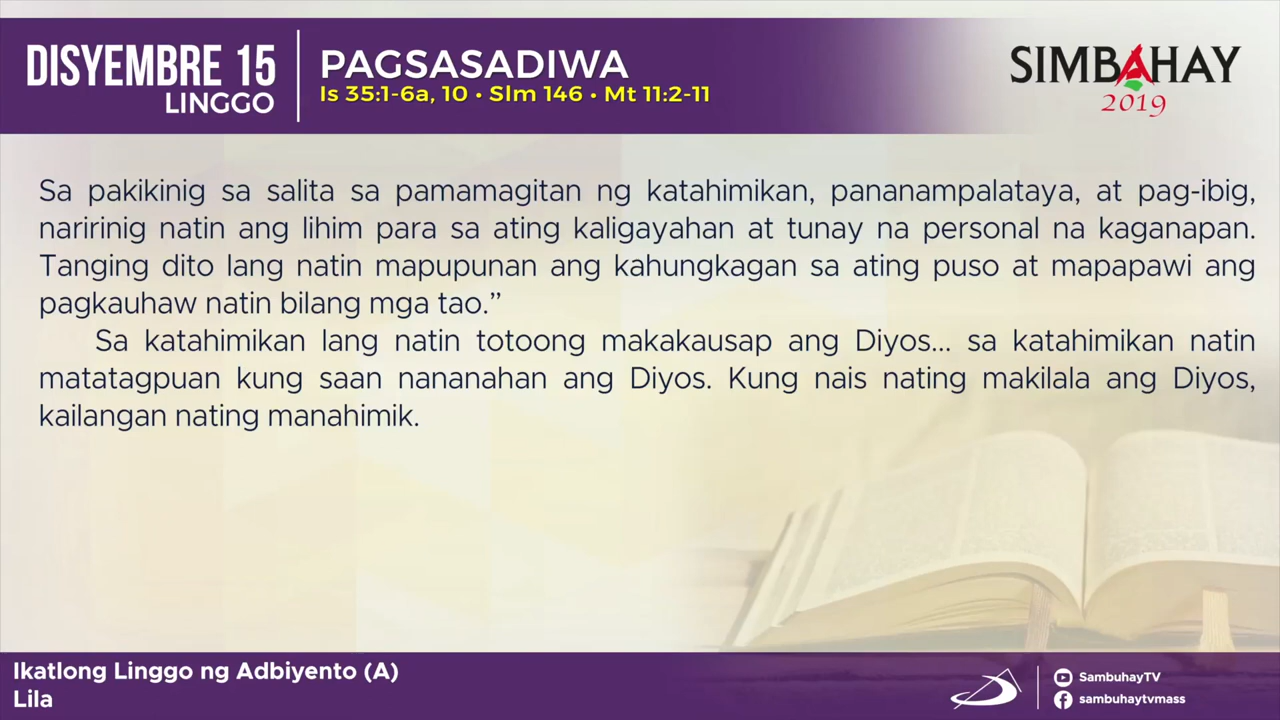 DISYEMBRE 15
LINGGO
PAGSASADIWA
Is 35:1-6a, 10 • Slm 146 • Mt 11:2-11
SIMBAHAY
2019
Sa pakikinig sa salita sa pamamagitan ng katahimikan, pananampalataya, at pag-ibig,
naririnig natin ang lihim para sa ating kaligayahan at tunay na personal na kaganapan.
Tanging dito lang natin mapupunan ang kahungkagan sa ating puso at mapapawi ang
pagkauhaw natin bilang mga tao.”
Sa katahimikan lang natin totoong makakausap ang Diyos... sa katahimikan natin
matatagpuan kung saan nananahan ang Diyos. Kung nais nating makilala ang Diyos,
kailangan nating manahimik.
Ikatlong Linggo ng Adbiyento (A)
Lila
SambuhayTV
sambuhaytvmass